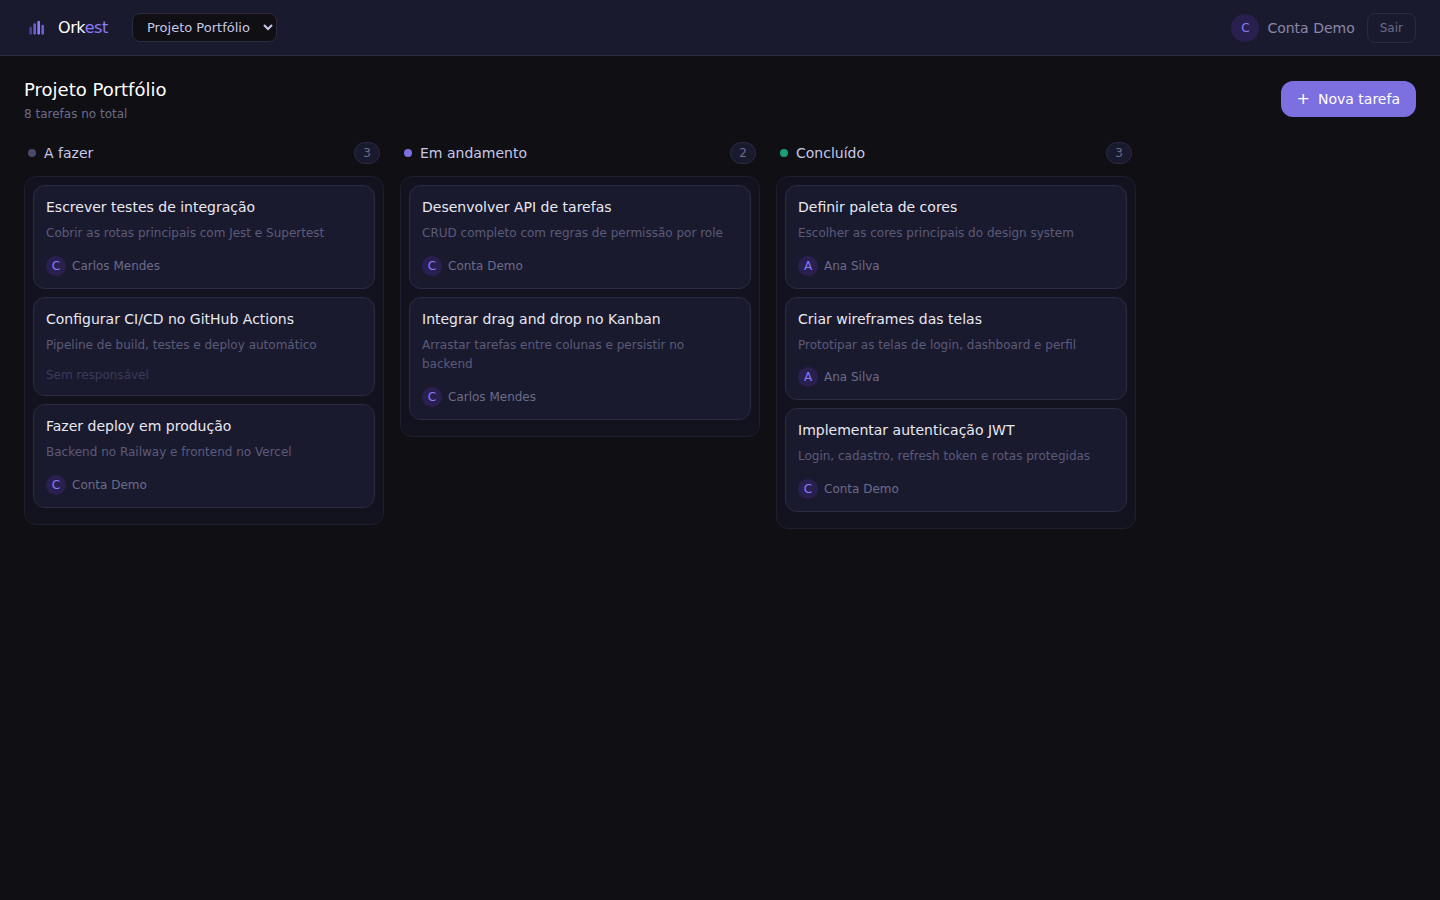 Orkest
Projeto Portfólio
C
Conta Demo
Sair
Projeto Portfólio
8 tarefas no total
+ Nova tarefa
A fazer
3
Escrever testes de integração
Cobrir as rotas principais com Jest e Supertest
C Carlos Mendes
Configurar CI/CD no GitHub Actions
Pipeline de build, testes e deploy automático
Sem responsável
Fazer deploy em produção
Backend no Railway e frontend no Vercel
C Conta Demo
Em andamento
2
Desenvolver API de tarefas
CRUD completo com regras de permissão por role
C Conta Demo
Integrar drag and drop no Kanban
Arrastar tarefas entre colunas e persistir no
backend
C Carlos Mendes
Concluído
3
Definir paleta de cores
Escolher as cores principais do design system
A Ana Silva
Criar wireframes das telas
Prototipar as telas de login, dashboard e perfil
A Ana Silva
Implementar autenticação JWT
Login, cadastro, refresh token e rotas protegidas
C Conta Demo